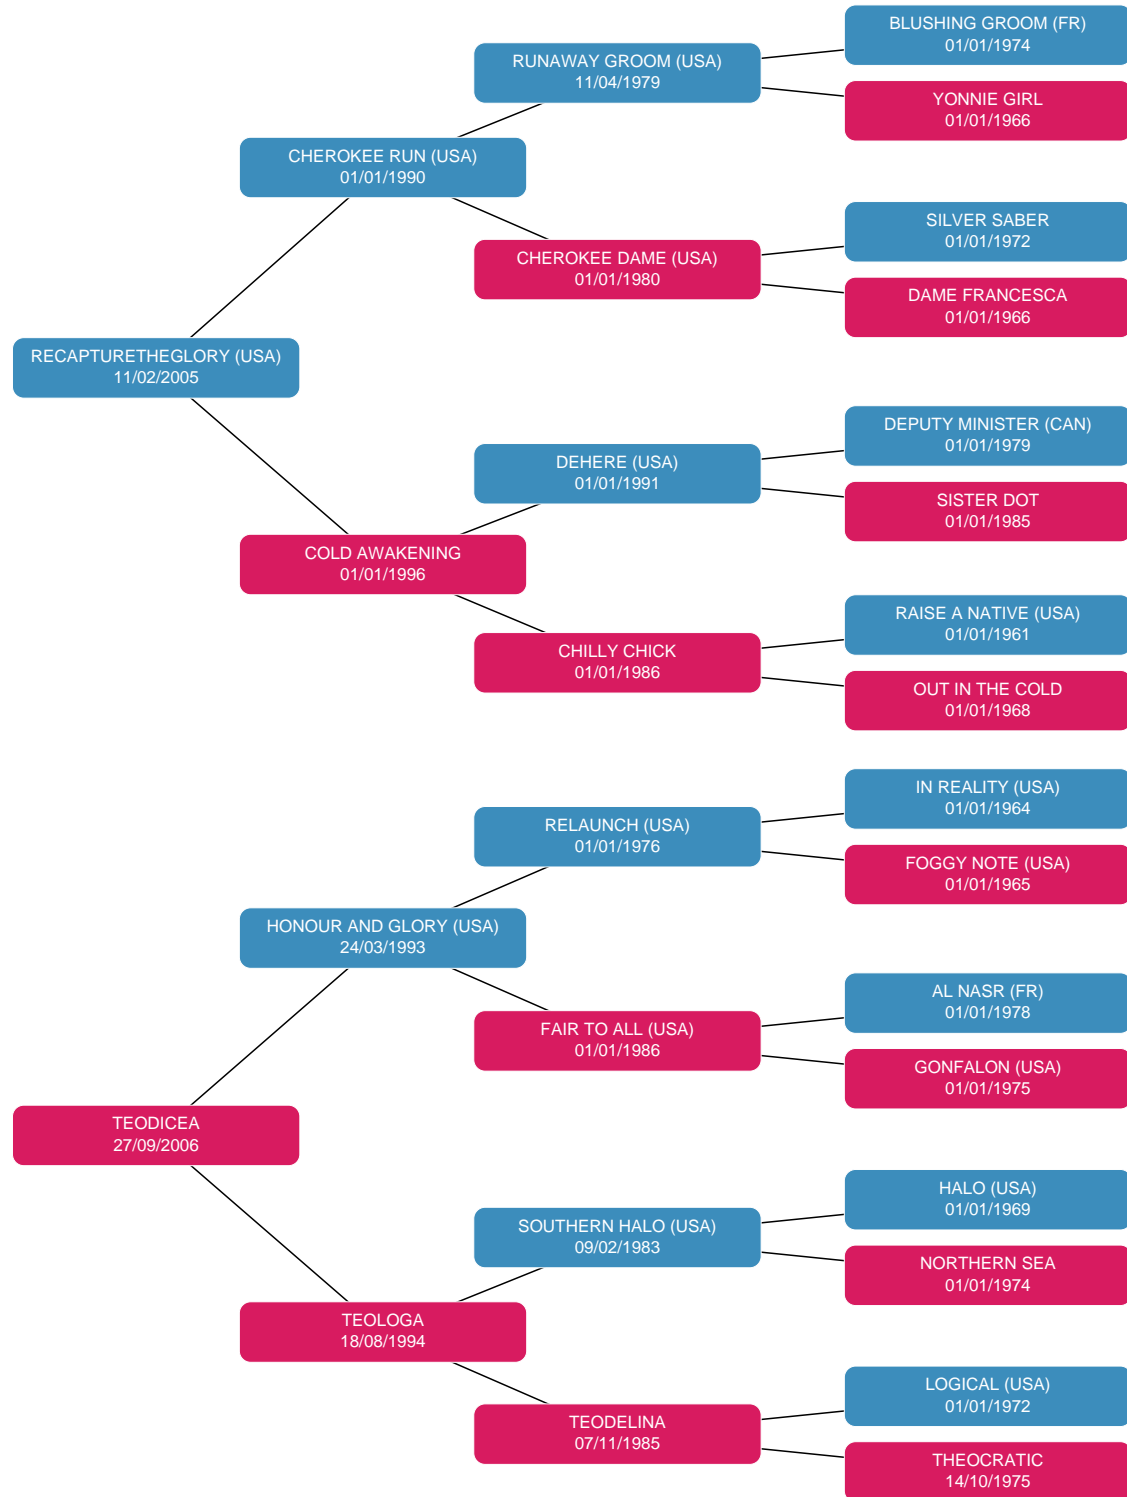 BLUSHING GROOM (FR)
01/01/1974
RUNAWAY GROOM (USA)
11/04/1979
YONNIE GIRL
01/01/1966
CHEROKEE RUN (USA)
01/01/1990
SILVER SABER
01/01/1972
CHEROKEE DAME (USA)
01/01/1980
DAME FRANCESCA
01/01/1966
RECAPTURETHEGLORY (USA)
11/02/2005
DEPUTY MINISTER (CAN)
01/01/1979
DEHERE (USA)
01/01/1991
SISTER DOT
01/01/1985
COLD AWAKENING
01/01/1996
RAISE A NATIVE (USA)
01/01/1961
CHILLY CHICK
01/01/1986
OUT IN THE COLD
01/01/1968
IN REALITY (USA)
01/01/1964
RELAUNCH (USA)
01/01/1976
FOGGY NOTE (USA)
01/01/1965
HONOUR AND GLORY (USA)
24/03/1993
AL NASR (FR)
01/01/1978
FAIR TO ALL (USA)
01/01/1986
GONFALON (USA)
01/01/1975
TEODICEA
27/09/2006
HALO (USA)
01/01/1969
SOUTHERN HALO (USA)
09/02/1983
NORTHERN SEA
01/01/1974
TEOLOGA
18/08/1994
LOGICAL (USA)
01/01/1972
TEODELINA
07/11/1985
THEOCRATIC
14/10/1975